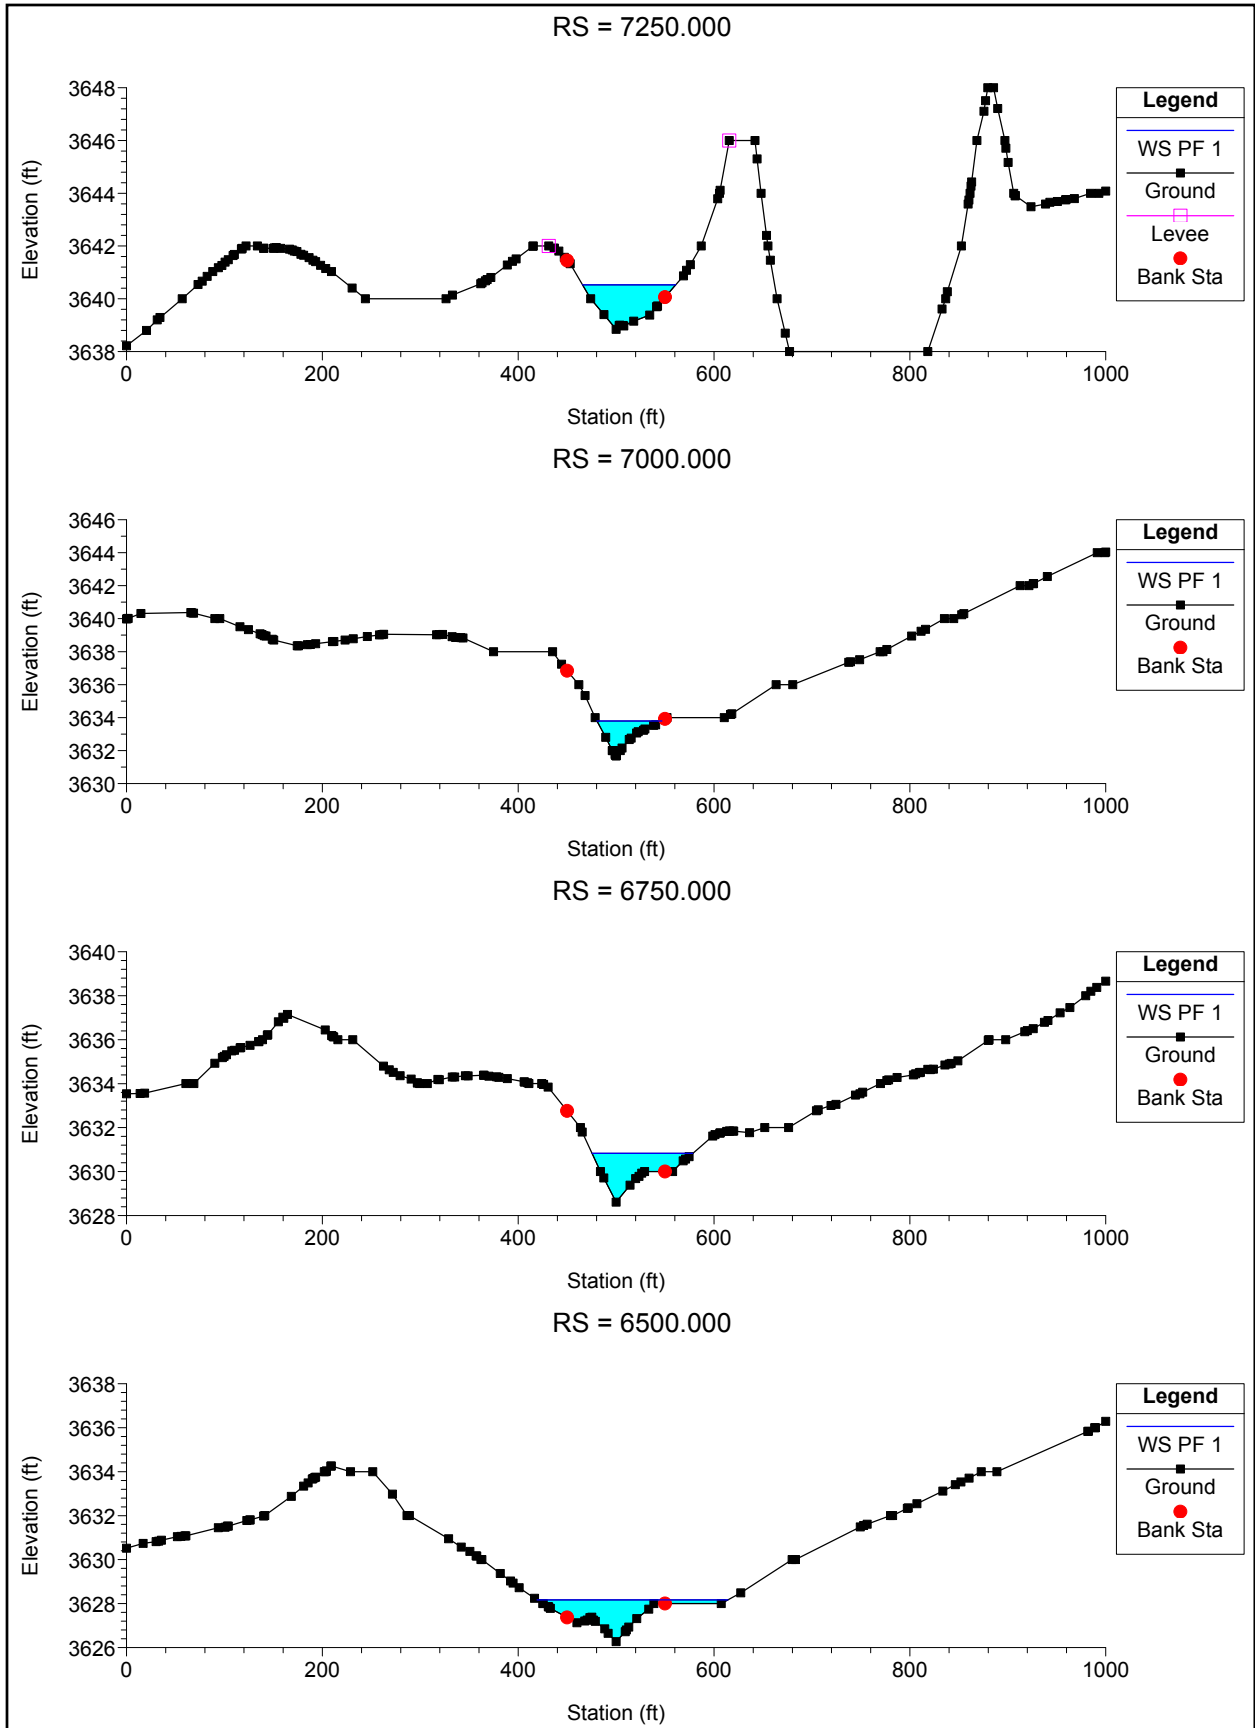 RS = 7250.000
Elevation (ft)
3648
3646
3644
3642
3640
3638
0 200 400 600 800 1000
Station (ft)
Legend
WS PF 1
Ground
Levee
Bank Sta
RS = 7000.000
Elevation (ft)
3646
3644
3642
3640
3638
3636
3634
3632
3630
0 200 400 600 800 1000
Station (ft)
Legend
WS PF 1
Ground
Bank Sta
RS = 6750.000
Elevation (ft)
3640
3638
3636
3634
3632
3630
3628
0 200 400 600 800 1000
Station (ft)
Legend
WS PF 1
Ground
Bank Sta
RS = 6500.000
Elevation (ft)
3638
3636
3634
3632
3630
3628
3626
0 200 400 600 800 1000
Station (ft)
Legend
WS PF 1
Ground
Bank Sta